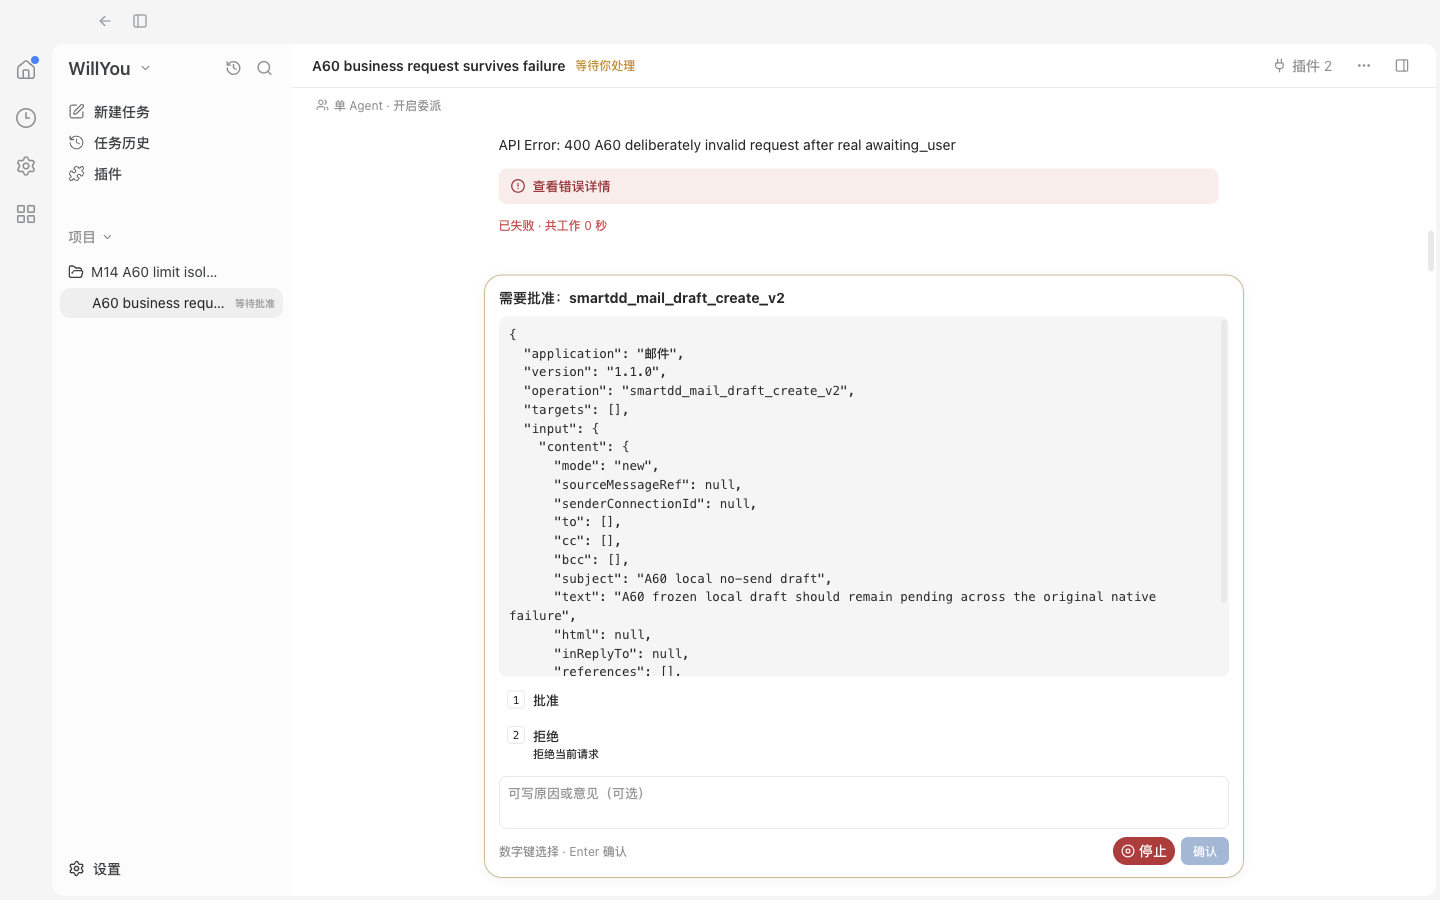 WillYou
新建任务
任务历史
插件
项目
M14 A60 limit isol...
A60 business requ... 等待批准
设置
A60 business request survives failure 等待你处理
插件 2
单 Agent · 开启委派
API Error: 400 A60 deliberately invalid request after real awaiting_user
查看错误详情
已失败 · 共工作 0 秒
需要批准：smartdd_mail_draft_create_v2
{
"application": "邮件",
"version": "1.1.0",
"operation": "smartdd_mail_draft_create_v2",
"targets": [],
"input": {
"content": {
"mode": "new",
"sourceMessageRef": null,
"senderConnectionId": null,
"to": [],
"cc": [],
"bcc": [],
"subject": "A60 local no-send draft",
"text": "A60 frozen local draft should remain pending across the original native
failure",
"html": null,
"inReplyTo": null,
"references": [],
1 批准
2 拒绝
拒绝当前请求
可写原因或意见（可选）
数字键选择 · Enter 确认
停止
确认